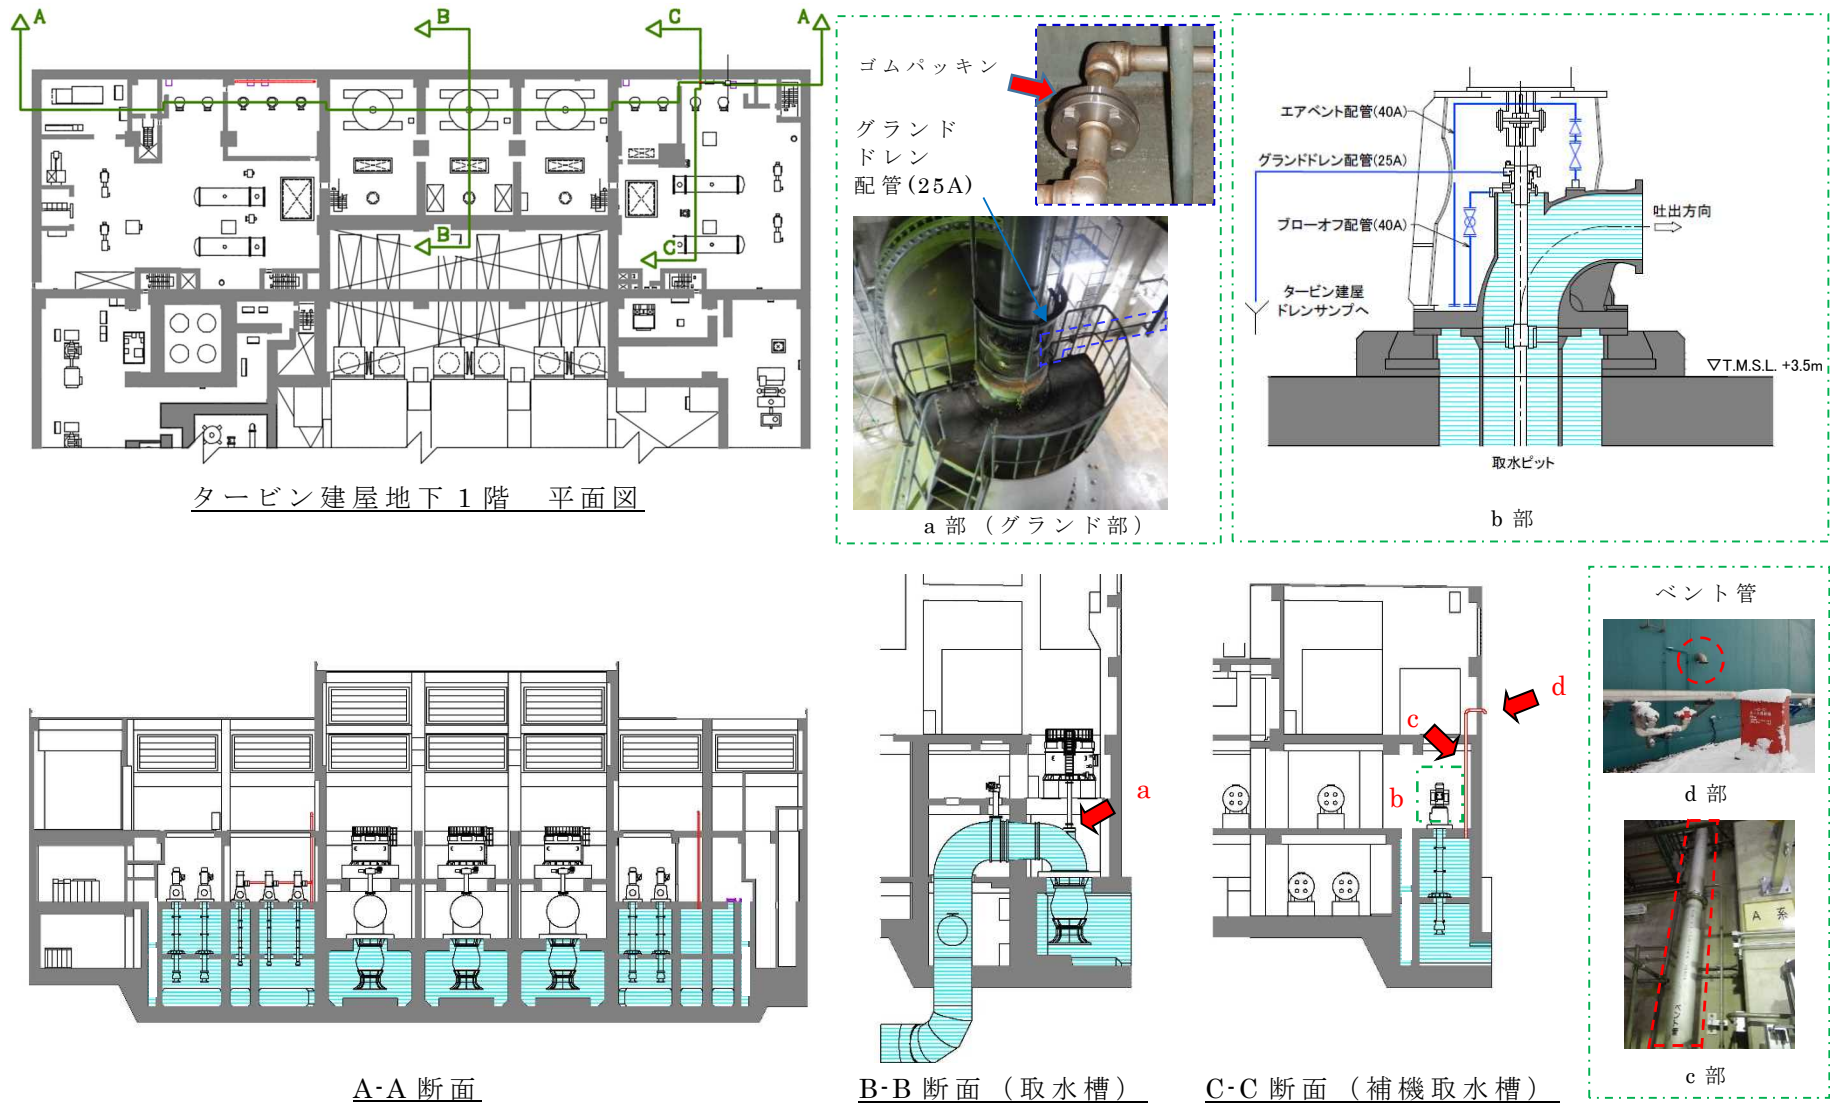 A
B
C
A
B
C
タービン建屋地下1階 平面図
ゴムパッキン
グランド
ドレン
配管(25A)
a部（グランド部）
エアベント配管(40A)
グランドドレン配管(25A)
ブローオフ配管(40A)
吐出方向
タービン建屋
ドレンサンプへ
▽T.M.S.L. +3.5m
取水ピット
b部
A-A 断面
a
B-B 断面（取水槽）
d
c
b
C-C 断面（補機取水槽）
ベント管
d部
A 系
c部